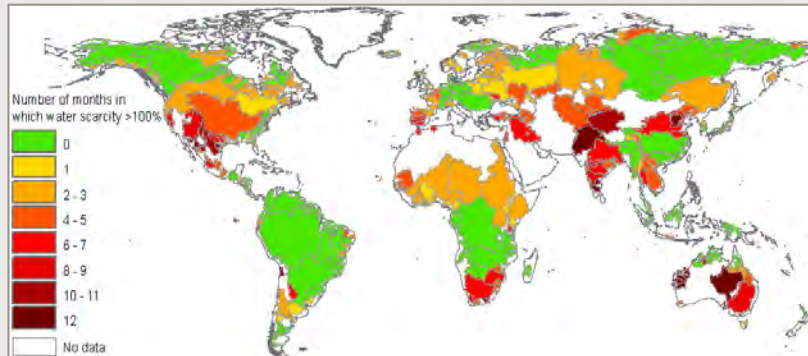 Number of months in
which water scarcity >100%
0
1
2 - 3
4 - 5
6 - 7
8 - 9
10 - 11
12
No data